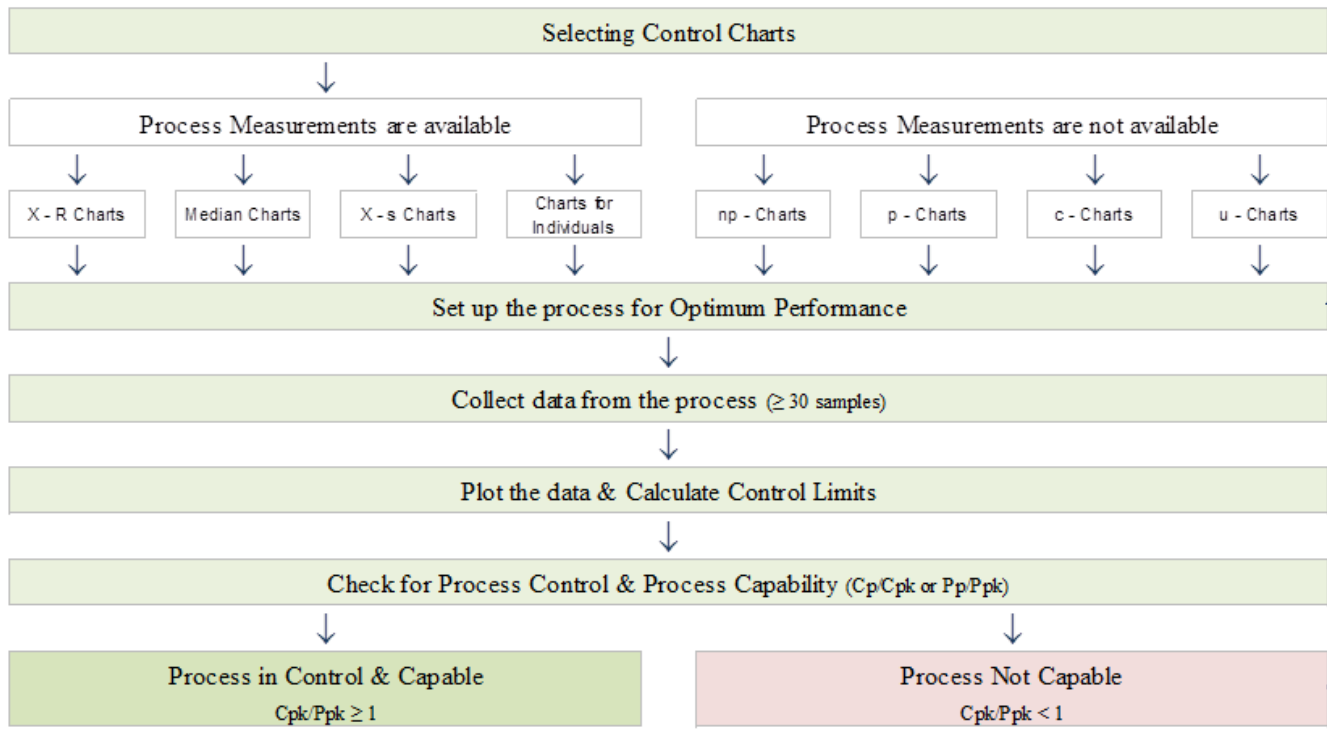 Selecting Control Charts
Process Measurements are available
Process Measurements are not available
X - R Charts
Median Charts
X - s Charts
Charts for
Individuals
np - Charts
p - Charts
c - Charts
u - Charts
Set up the process for Optimum Performance
Collect data from the process (≥ 30 samples)
Plot the data & Calculate Control Limits
Check for Process Control & Process Capability (Cp/Cpk or Pp/Ppk)
Process in Control & Capable
Cpk/Ppk ≥ 1
Process Not Capable
Cpk/Ppk < 1